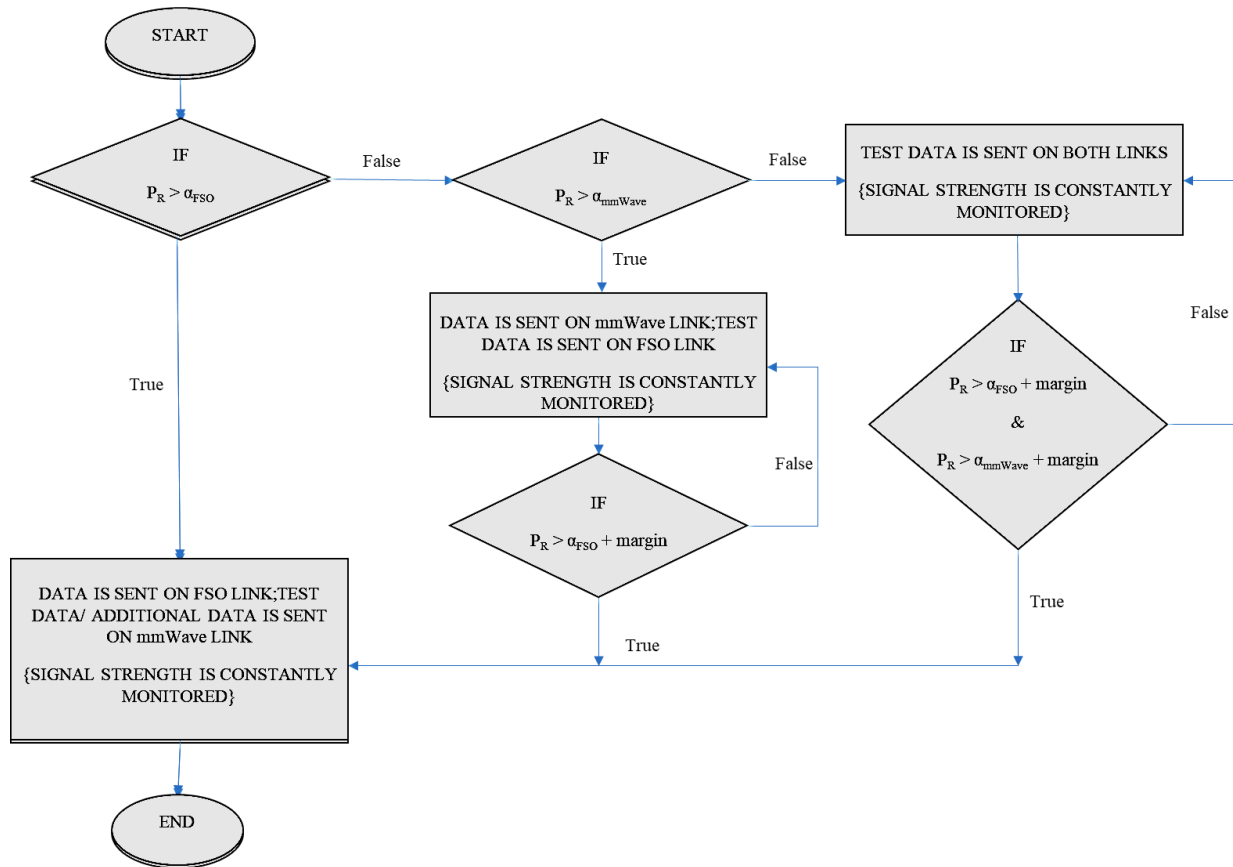 START
IF
P_R > α_FSO
False
IF
P_R > α_mmWave
False
TEST DATA IS SENT ON BOTH LINKS
{SIGNAL STRENGTH IS CONSTANTLY
MONITORED}
True
True
DATA IS SENT ON mmWave LINK;TEST
DATA IS SENT ON FSO LINK
{SIGNAL STRENGTH IS CONSTANTLY
MONITORED}
False
IF
P_R > α_FSO + margin
True
IF
P_R > α_FSO + margin
&
P_R > α_mmWave + margin
False
True
DATA IS SENT ON FSO LINK;TEST
DATA/ ADDITIONAL DATA IS SENT
ON mmWave LINK
{SIGNAL STRENGTH IS CONSTANTLY
MONITORED}
END